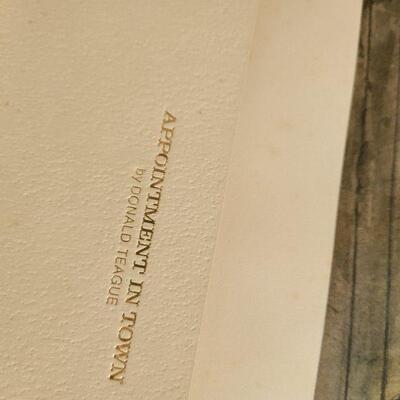 APPOINTMENT IN TOWN
by DONALD TEAGUE